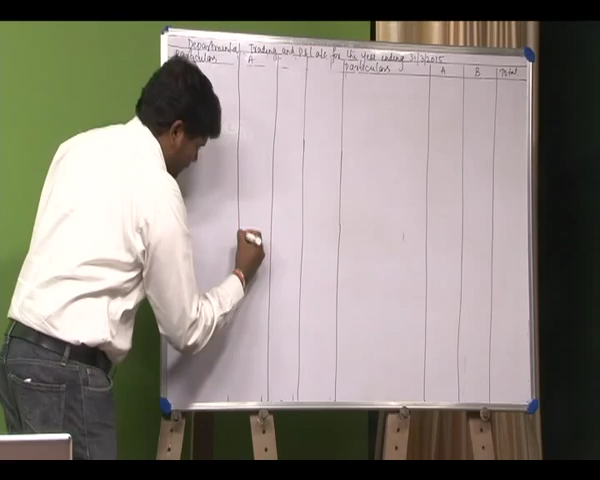 Departmental Trading and P&L a/c for the Year ending 31/3/2015
Particulars A Particulars A B Total